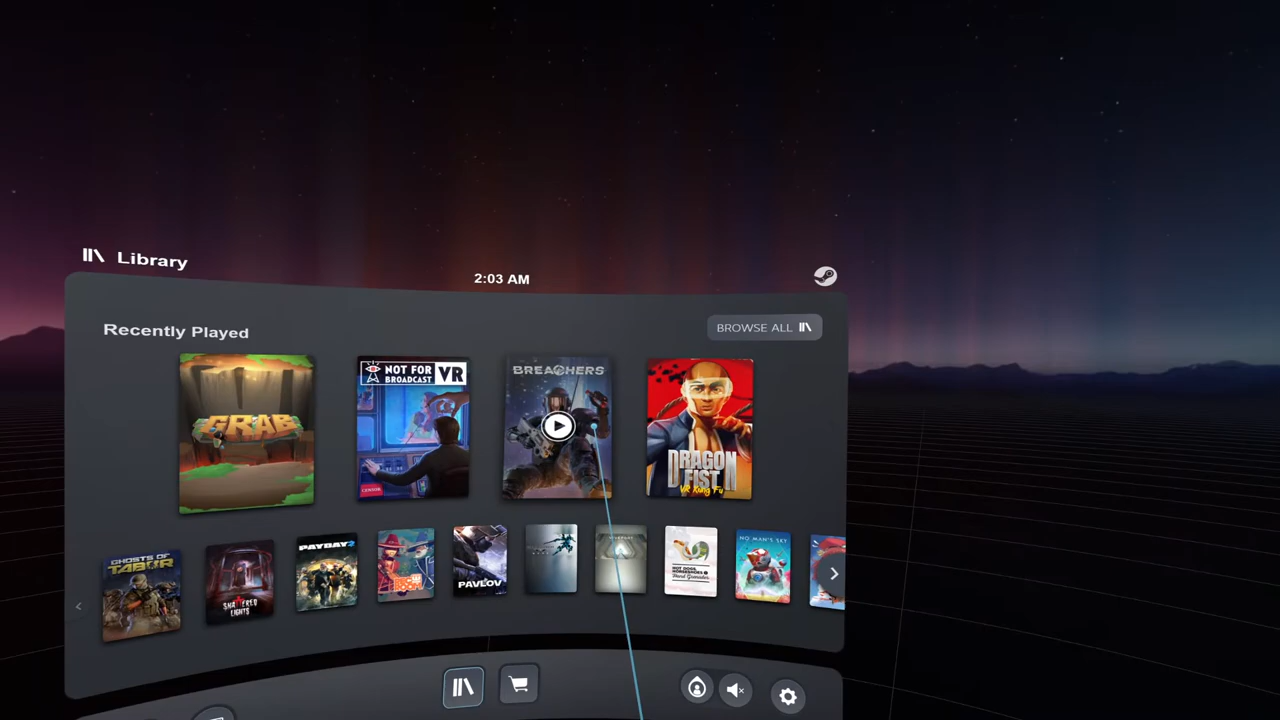 Library
2:03 AM
Recently Played
BROWSE ALL
GRAB
NOT FOR
BROADCAST VR
CENSOR
BREACHERS
DRAGON
FIST
VR Kung Fu
GHOSTS OF
TABOR
SHATTERED
LIGHTS
PAYDAY 2
PAVLOV
HOT DOGS,
HORSESHOES &
Hand Grenades
NO MAN'S SKY